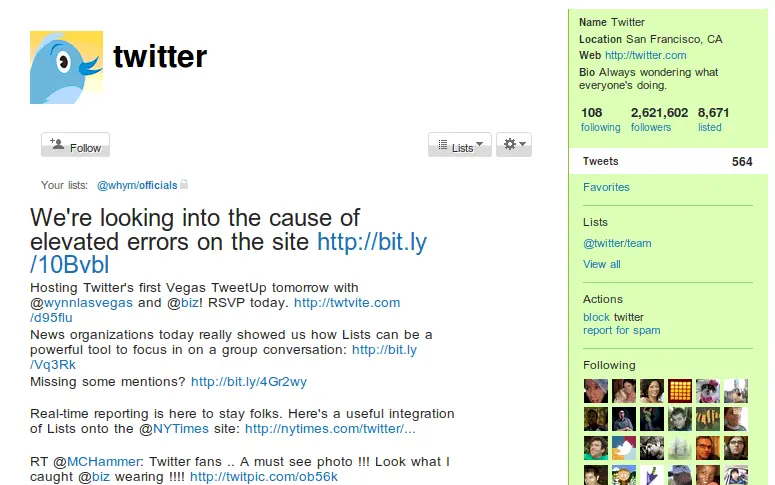 twitter
Follow
Lists
Your lists: @whym/officials
We're looking into the cause of
elevated errors on the site http://bit.ly
/10Bvbl
Hosting Twitter's first Vegas TweetUp tomorrow with
@wynnlasvegas and @biz! RSVP today. http://twtvite.com
/d95flu
News organizations today really showed us how Lists can be a
powerful tool to focus in on a group conversation: http://bit.ly
/Vq3Rk
Missing some mentions? http://bit.ly/4Gr2wy
Real-time reporting is here to stay folks. Here's a useful integration
of Lists onto the @NYTimes site: http://nytimes.com/twitter/...
RT @MCHammer: Twitter fans .. A must see photo !!! Look what I
caught @biz wearing !!!! http://twitpic.com/ob56k
Name Twitter
Location San Francisco, CA
Web http://twitter.com
Bio Always wondering what
everyone's doing.
108 2,621,602 8,671
following followers listed
Tweets 564
Favorites
Lists
@twitter/team
View all
Actions
block twitter
report for spam
Following